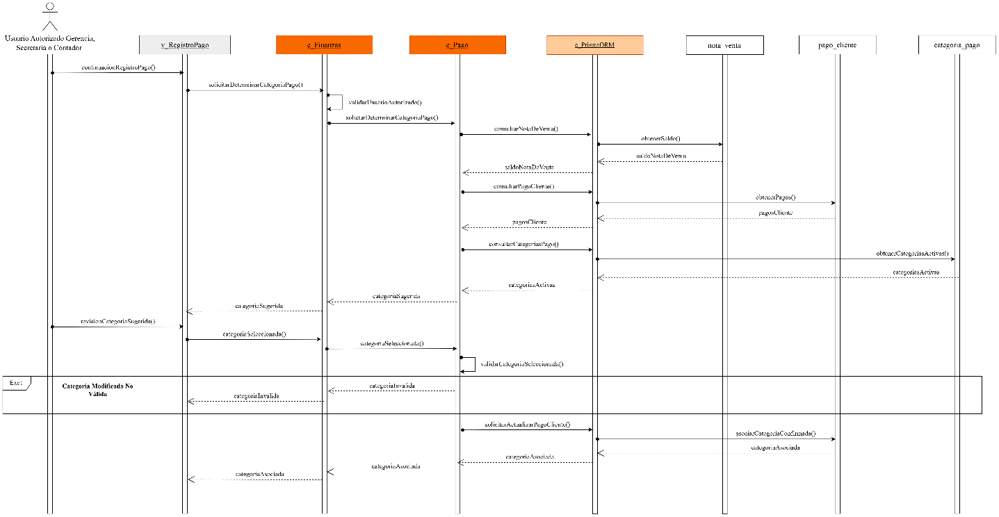 Usuario Autorizado Gerencia,
Secretaria o Contador
v_RegistroPago
c_Finanzas
c_Pago
c_PrismaORM
nota_venta
pago_cliente
categoria_pago
continuacionRegistroPago()
solicitarDeterminarCategoriaPago()
validarUsuarioAutorizado()
solictarDeterminarCategoriaPago()
consultarNotaDeVenta()
obtenerSaldo()
saldoNotaDeVenta
saldoNotaDeVenta
consultarPagoCliente()
obtenerPagos()
pagosCliente
pagosCliente
consultarCategoriasPago()
obtenerCategoriasActivas()
categoriasActivas
categoriasActivas
categoriaSugerida
categoriaSugerida
revisionCategoriaSugerida()
categoriaSeleccionada()
categoriaSeleccionada()
validarCategoriaSeleccionada()
Exc1
Categoria Modificada No
Válida
categoriaInvalida
categoriaInvalida
solicitarActualizarPagoCliente()
asociarCategoriaConfirmada()
categoriaAsociada
categoriaAsociada
categoriaAsociada
categoriaAsociada